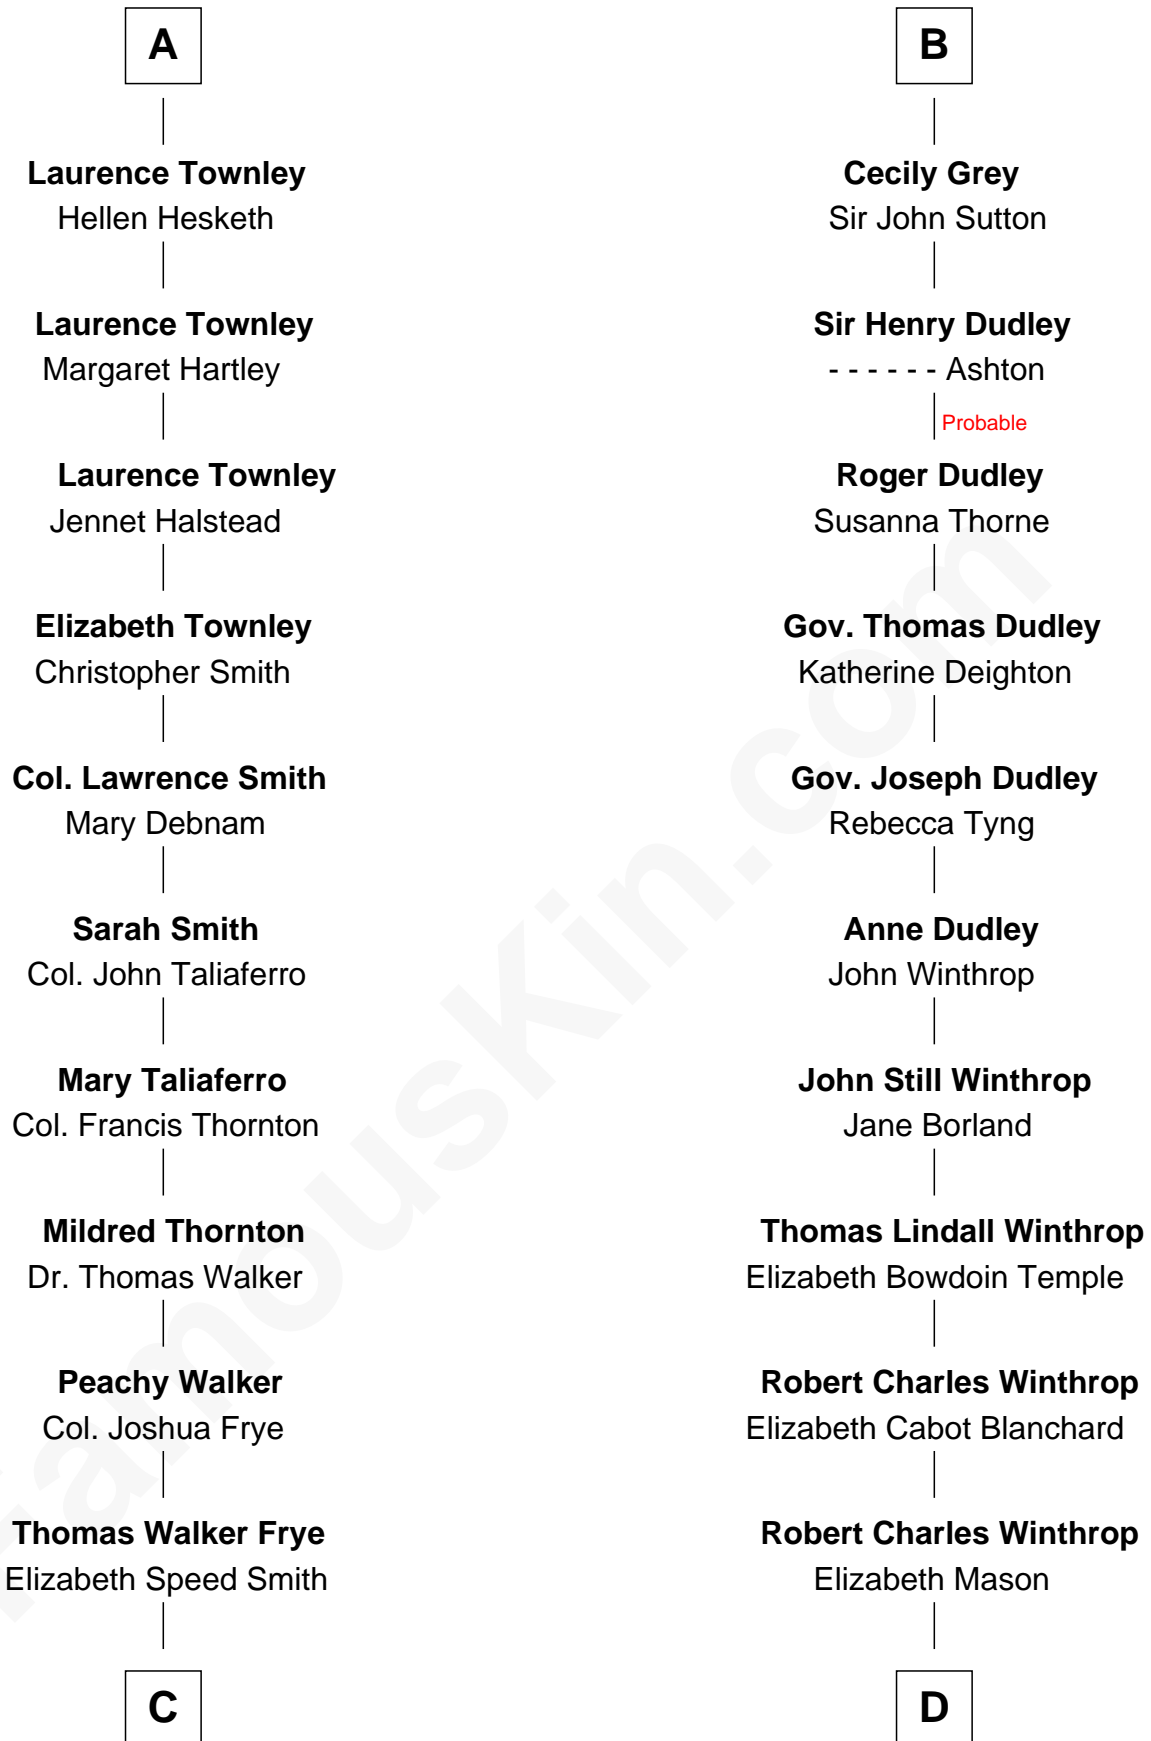 A
Laurence Townley
Hellen Hesketh
Laurence Townley
Margaret Hartley
Laurence Townley
Jennet Halstead
Elizabeth Townley
Christopher Smith
Col. Lawrence Smith
Mary Debnam
Sarah Smith
Col. John Taliaferro
Mary Taliaferro
Col. Francis Thornton
Mildred Thornton
Dr. Thomas Walker
Peachy Walker
Col. Joshua Frye
Thomas Walker Frye
Elizabeth Speed Smith
C
B
Cecily Grey
Sir John Sutton
Sir Henry Dudley
- - - - - - Ashton
Probable
Roger Dudley
Susanna Thorne
Gov. Thomas Dudley
Katherine Deighton
Gov. Joseph Dudley
Rebecca Tyng
Anne Dudley
John Winthrop
John Still Winthrop
Jane Borland
Thomas Lindall Winthrop
Elizabeth Bowdoin Temple
Robert Charles Winthrop
Elizabeth Cabot Blanchard
Robert Charles Winthrop
Elizabeth Mason
D
FamousKin.com